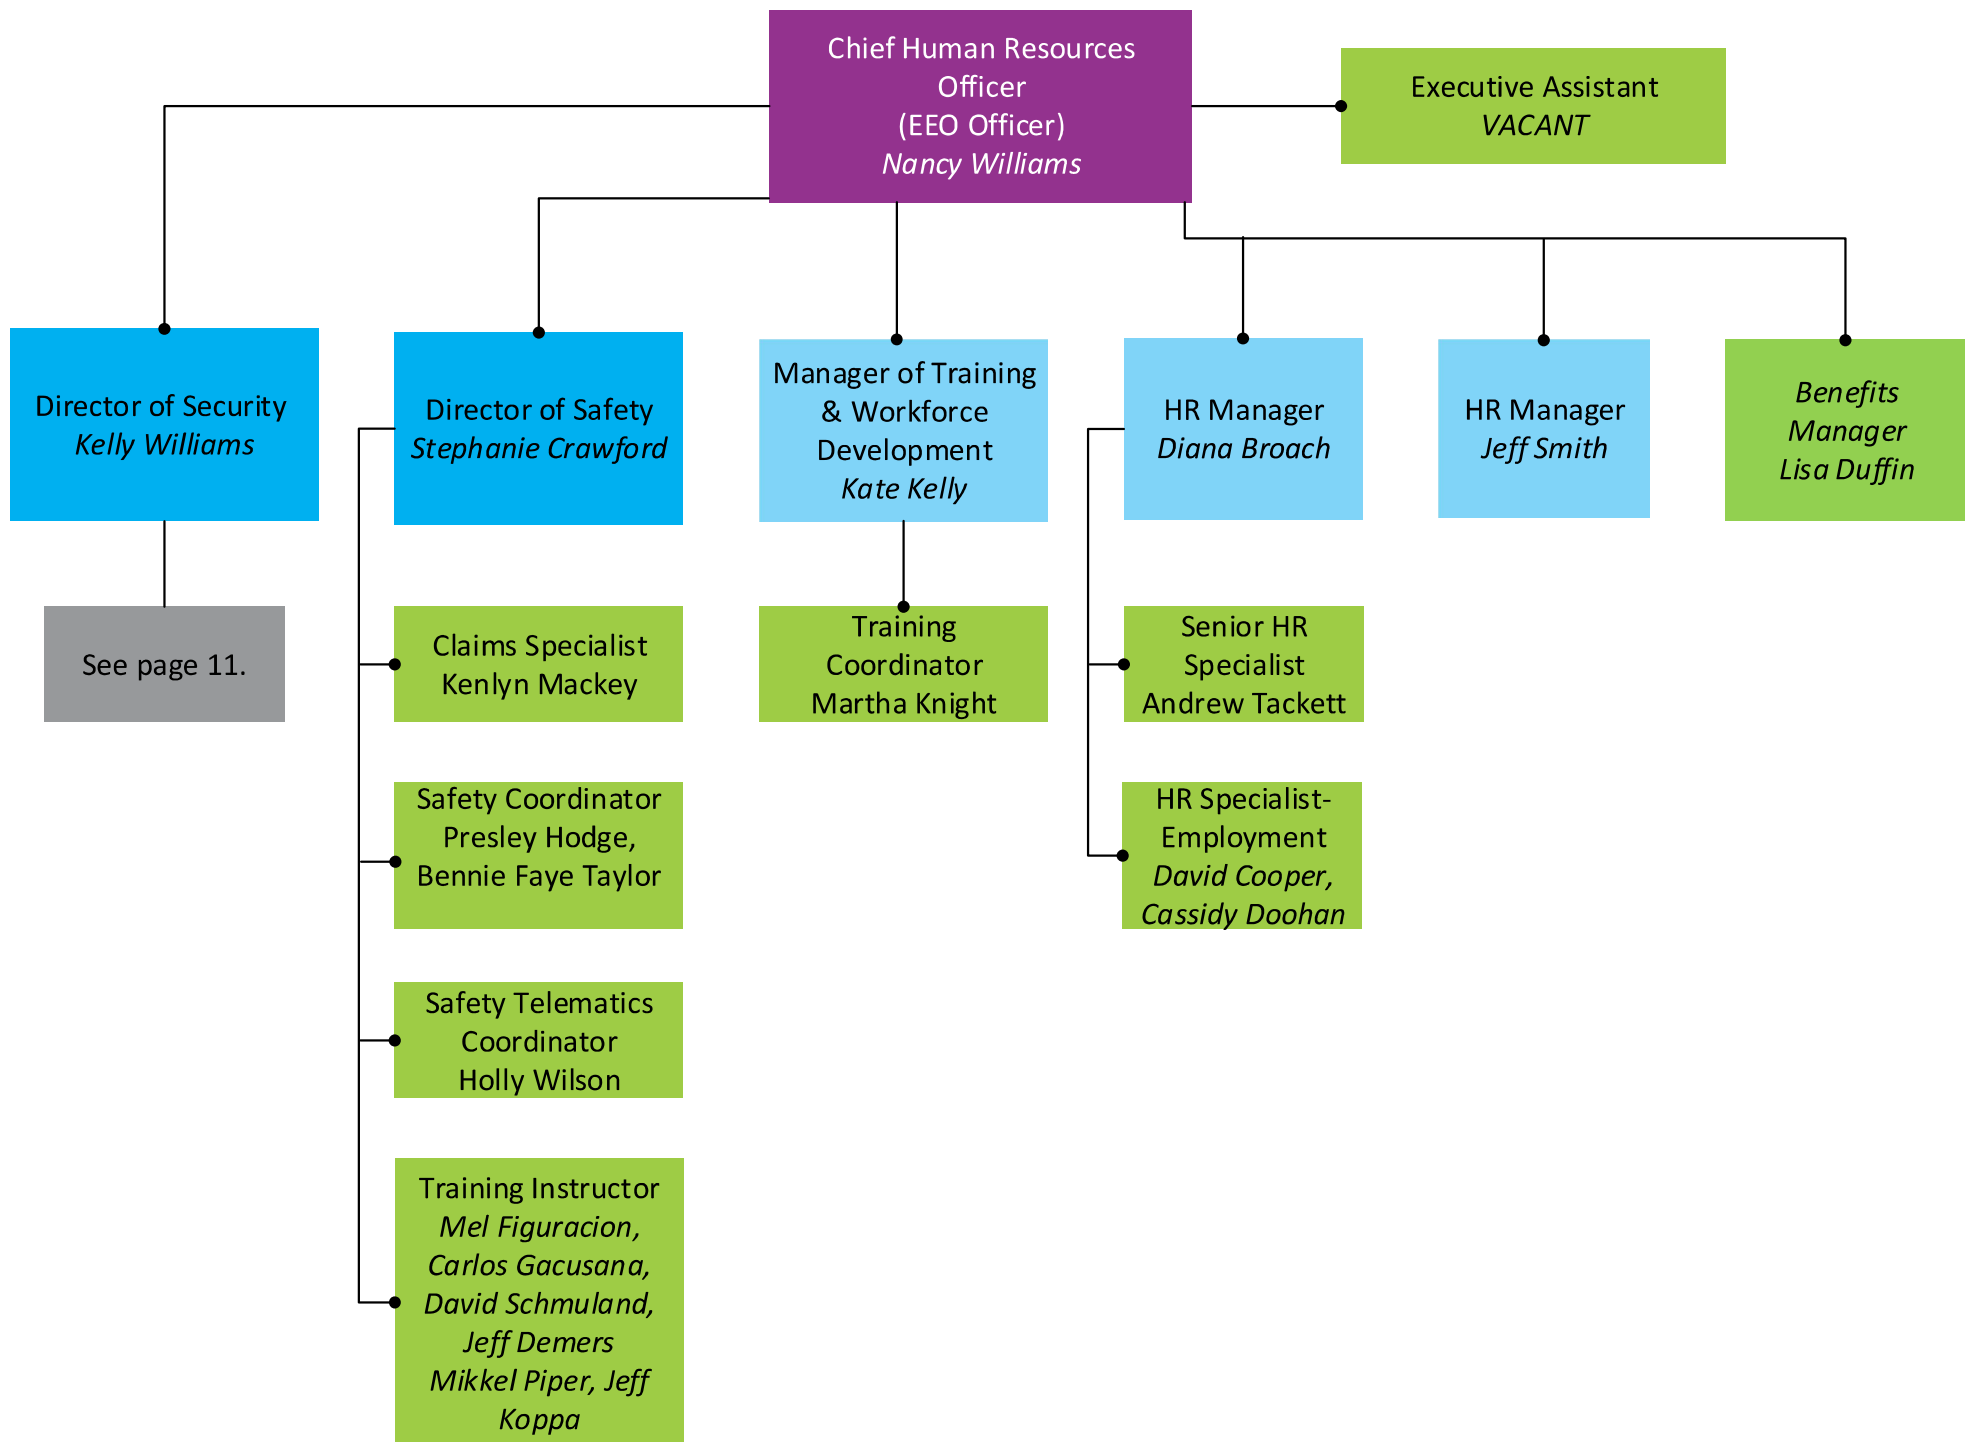 Chief Human Resources
Officer
(EEO Officer)
Nancy Williams
Executive Assistant
VACANT
Director of Security
Kelly Williams
Director of Safety
Stephanie Crawford
Manager of Training
& Workforce
Development
Kate Kelly
HR Manager
Diana Broach
HR Manager
Jeff Smith
Benefits
Manager
Lisa Duffin
See page 11.
Claims Specialist
Kenlyn Mackey
Training
Coordinator
Martha Knight
Senior HR
Specialist
Andrew Tackett
Safety Coordinator
Presley Hodge,
Bennie Faye Taylor
HR Specialist-
Employment
David Cooper,
Cassidy Doohan
Safety Telematics
Coordinator
Holly Wilson
Training Instructor
Mel Figuracion,
Carlos Gacusana,
David Schmuland,
Jeff Demers
Mikkel Piper, Jeff
Koppa